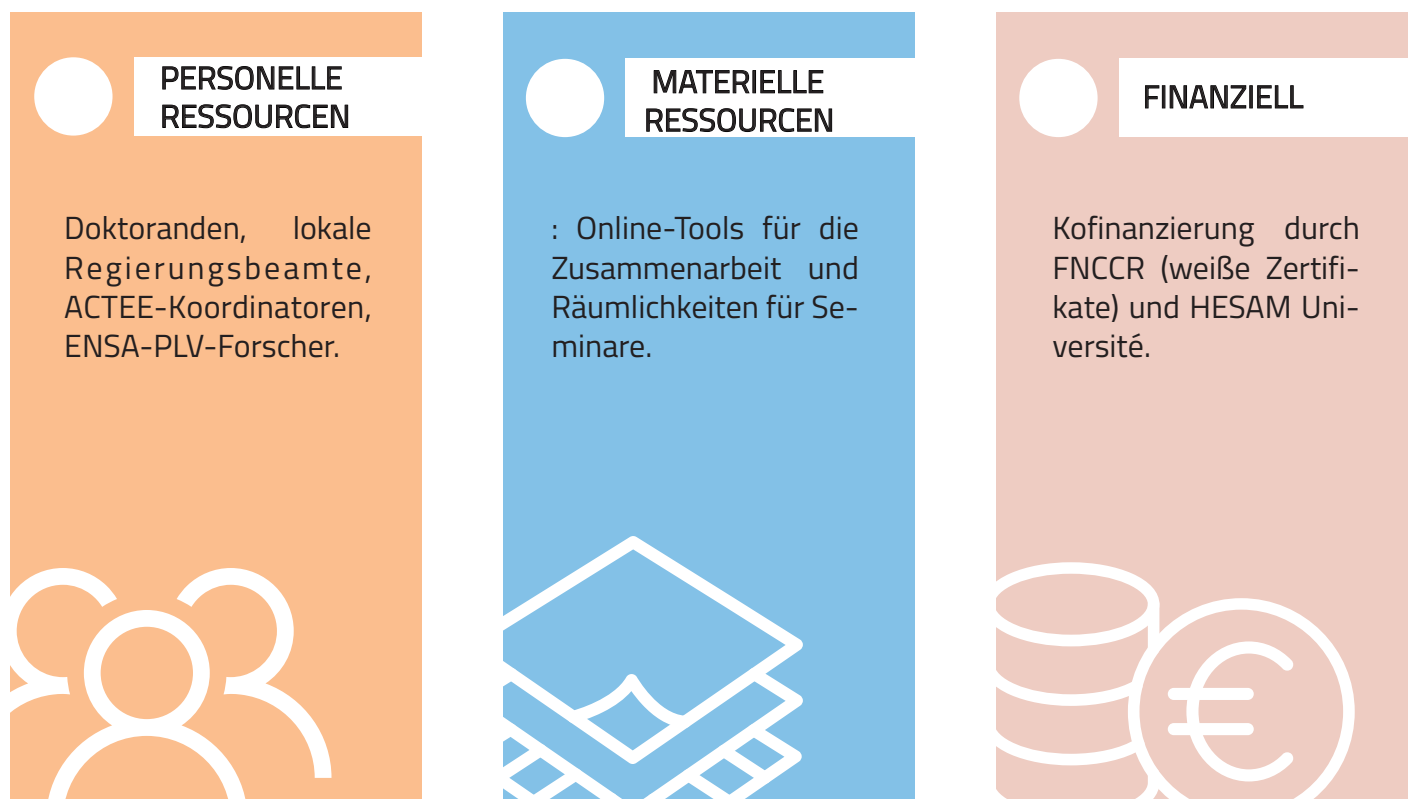 PERSONELLE
RESSOURCEN
Doktoranden, lokale
Regierungsbeamte,
ACTEE-Koordinatoren,
ENSA-PLV-Forscher.
MATERIELLE
RESSOURCEN
: Online-Tools für die
Zusammenarbeit und
Räumlichkeiten für Se-
minare.
FINANZIELL
Kofinanzierung durch
FNCCR (weiße Zertifi-
kate) und HESAM Uni-
versité.